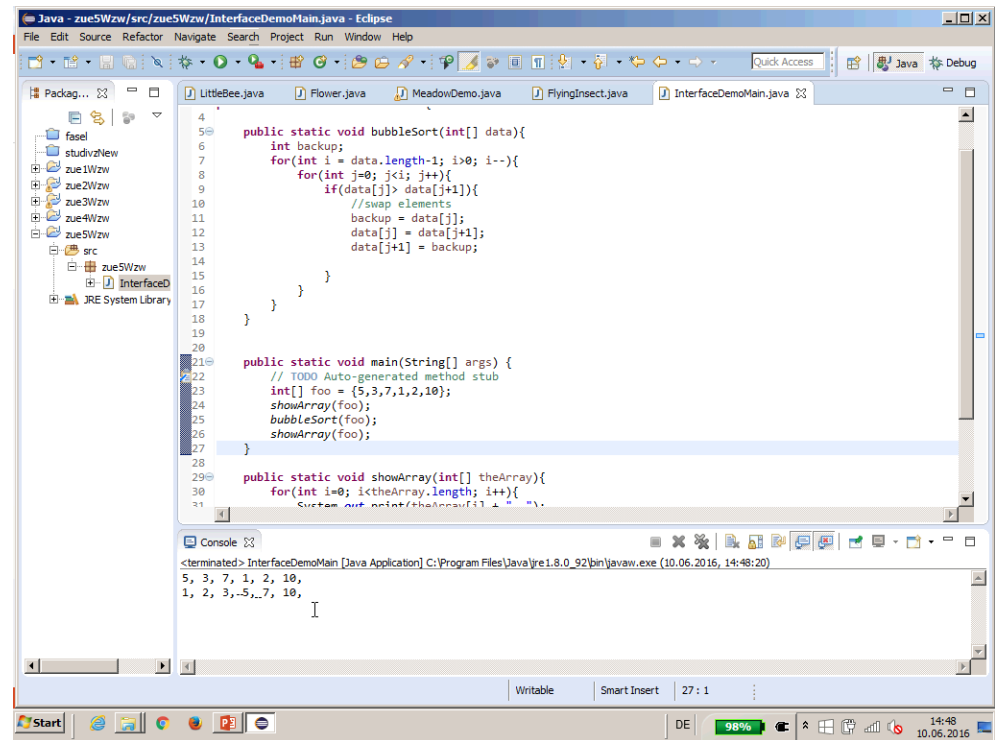 Java - zue5Wzw/src/zue5Wzw/InterfaceDemoMain.java - Eclipse
File Edit Source Refactor Navigate Search Project Run Window Help
Quick Access Java Debug
Packag...
LittleBee.java Flower.java MeadowDemo.java FlyingInsect.java InterfaceDemoMain.java
fasel
studivzNew
zue1Wzw
zue2Wzw
zue3Wzw
zue4Wzw
zue5Wzw
src
zue5Wzw
InterfaceD
JRE System Library
4
5 public static void bubbleSort(int[] data){
6 int backup;
7 for(int i = data.length-1; i>0; i--){
8 for(int j=0; j<i; j++){
9 if(data[j]> data[j+1]){
10 //swap elements
11 backup = data[j];
12 data[j] = data[j+1];
13 data[j+1] = backup;
14
15 }
16 }
17 }
18 }
19
20
21 public static void main(String[] args) {
22 // TODO Auto-generated method stub
23 int[] foo = {5,3,7,1,2,10};
24 showArray(foo);
25 bubbleSort(foo);
26 showArray(foo);
27 }
28
29 public static void showArray(int[] theArray){
30 for(int i=0; i<theArray.length; i++){
31 System.out.print(theArray[i] + ", ");
Console
<terminated> InterfaceDemoMain [Java Application] C:\Program Files\Java\jre1.8.0_92\bin\javaw.exe (10.06.2016, 14:48:20)
5, 3, 7, 1, 2, 10,
1, 2, 3, 5, 7, 10,
Writable Smart Insert 27 : 1
Start DE 98% 14:48
10.06.2016